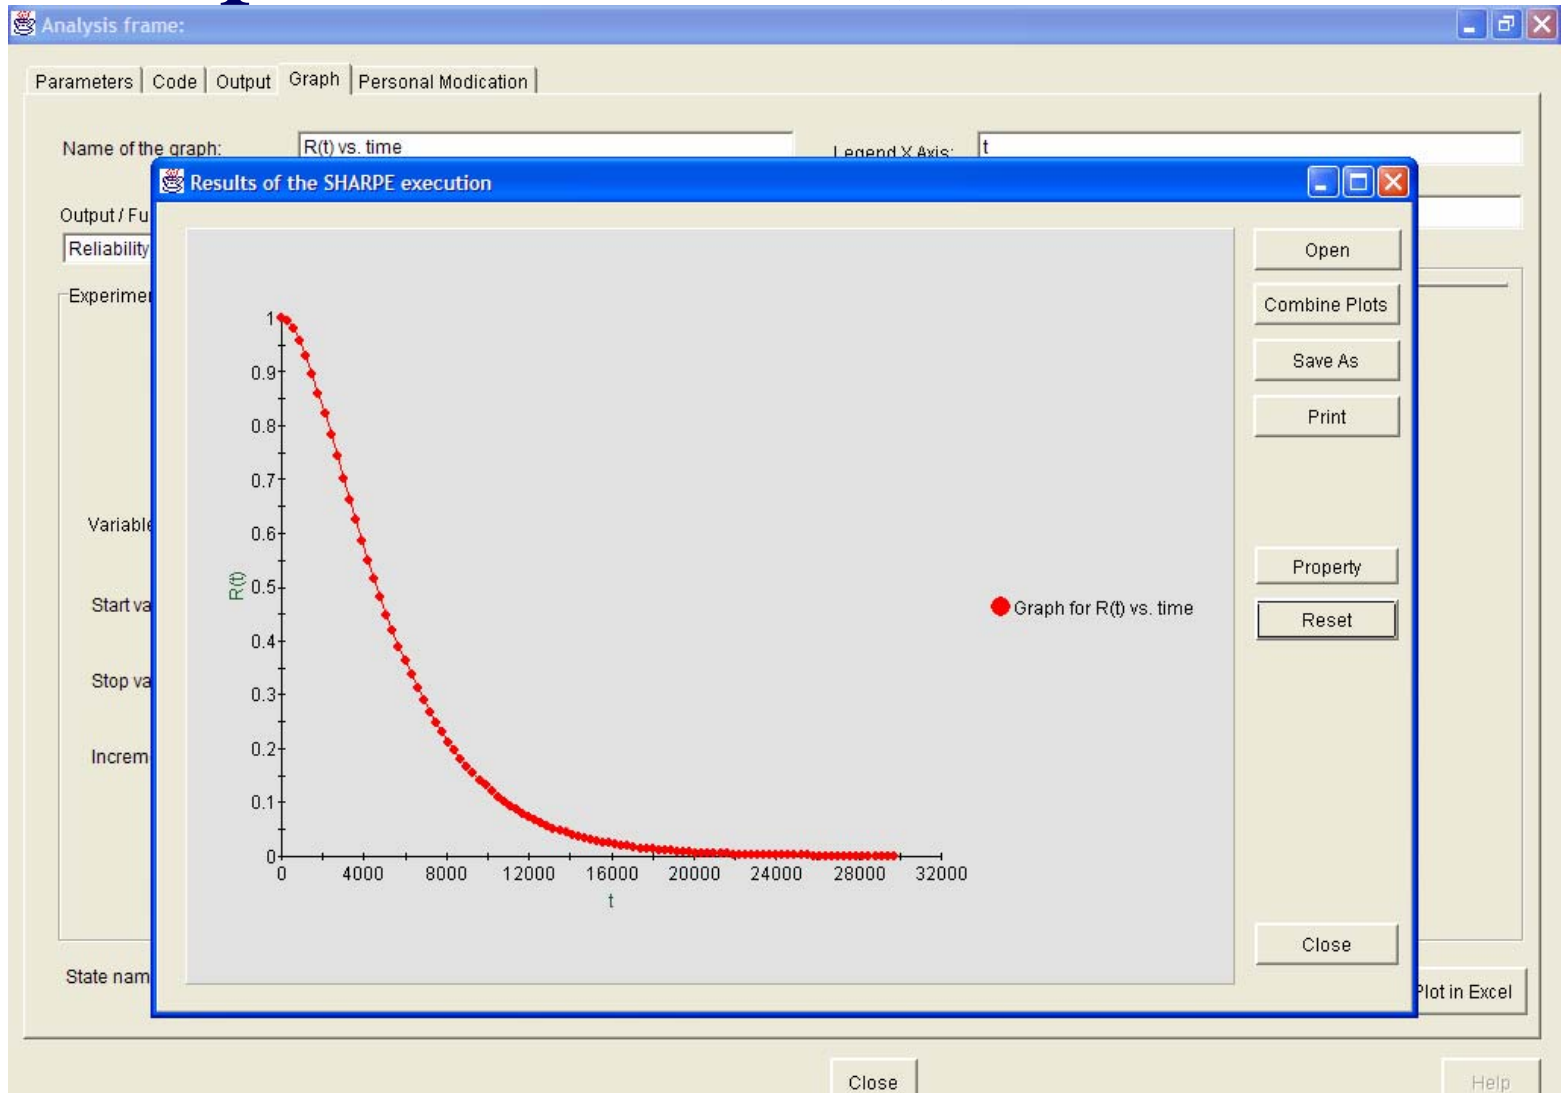 Analysis frame:
Parameters Code Output Graph Personal Modication
Name of the graph: R(t) vs. time Legend X Axis: t
Results of the SHARPE execution
Output / Fu
Reliability
Open
Experimer
Combine Plots
1
Save As
0.9
Print
0.8
0.7
Variable
0.6
Property
R(t)
0.5
Start va
Graph for R(t) vs. time
Reset
0.4
Stop va
0.3
Increm
0.2
0.1
0
0 4000 8000 12000 16000 20000 24000 28000 32000
t
Close
State nam
Plot in Excel
Close
Help